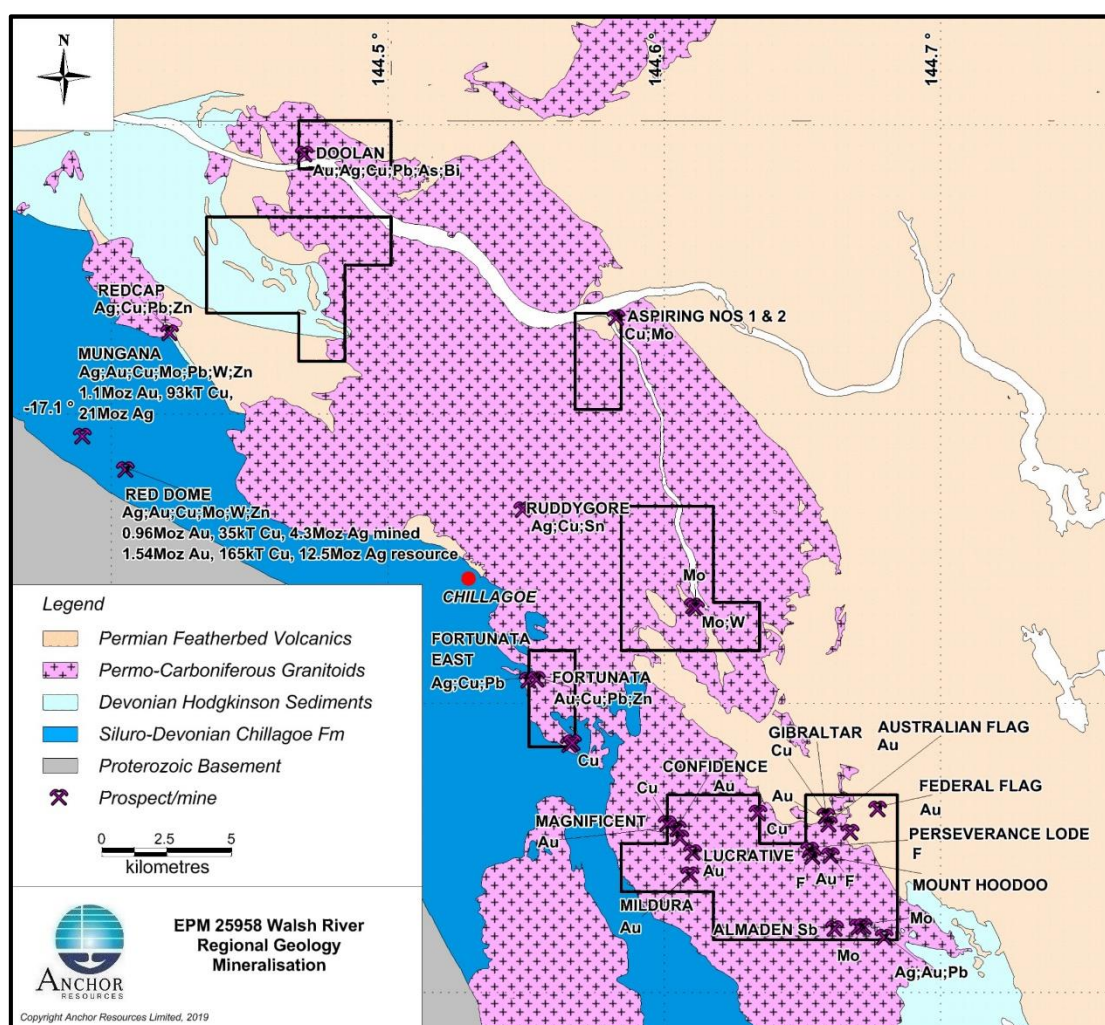 N
144.5°
144.6°
144.7°
DOOLAN
Au;Ag;Cu;Pb;As;Bi
REDCAP
Ag;Cu;Pb;Zn
ASPIRING NOS 1 & 2
Cu;Mo
MUNGANA
Ag;Au;Cu;Mo;Pb;W;Zn
1.1Moz Au, 93kT Cu,
21Moz Ag
-17.1 °
RED DOME
Ag;Au;Cu;Mo;W;Zn
0.96Moz Au, 35kT Cu, 4.3Moz Ag mined
1.54Moz Au, 165kT Cu, 12.5Moz Ag resource
RUDDYGORE
Ag;Cu;Sn
CHILLAGOE
Mo
Mo;W
FORTUNATA
EAST
Ag;Cu;Pb
FORTUNATA
Au;Cu;Pb;Zn
Cu
GIBRALTAR
Cu
AUSTRALIAN FLAG
Au
CONFIDENCE
Au
Cu
Au
FEDERAL FLAG
Au
MAGNIFICENT
Au
Cu
PERSEVERANCE LODE
F
LUCRATIVE
Au
F
Au
F
MOUNT HOODOO
MILDURA
Au
ALMADEN Sb
Mo
Mo
Ag;Au;Pb
Legend
Permian Featherbed Volcanics
Permo-Carboniferous Granitoids
Devonian Hodgkinson Sediments
Siluro-Devonian Chillagoe Fm
Proterozoic Basement
Prospect/mine
0 2.5 5
kilometres
ANCHOR
RESOURCES
EPM 25958 Walsh River
Regional Geology
Mineralisation
Copyright Anchor Resources Limited, 2019